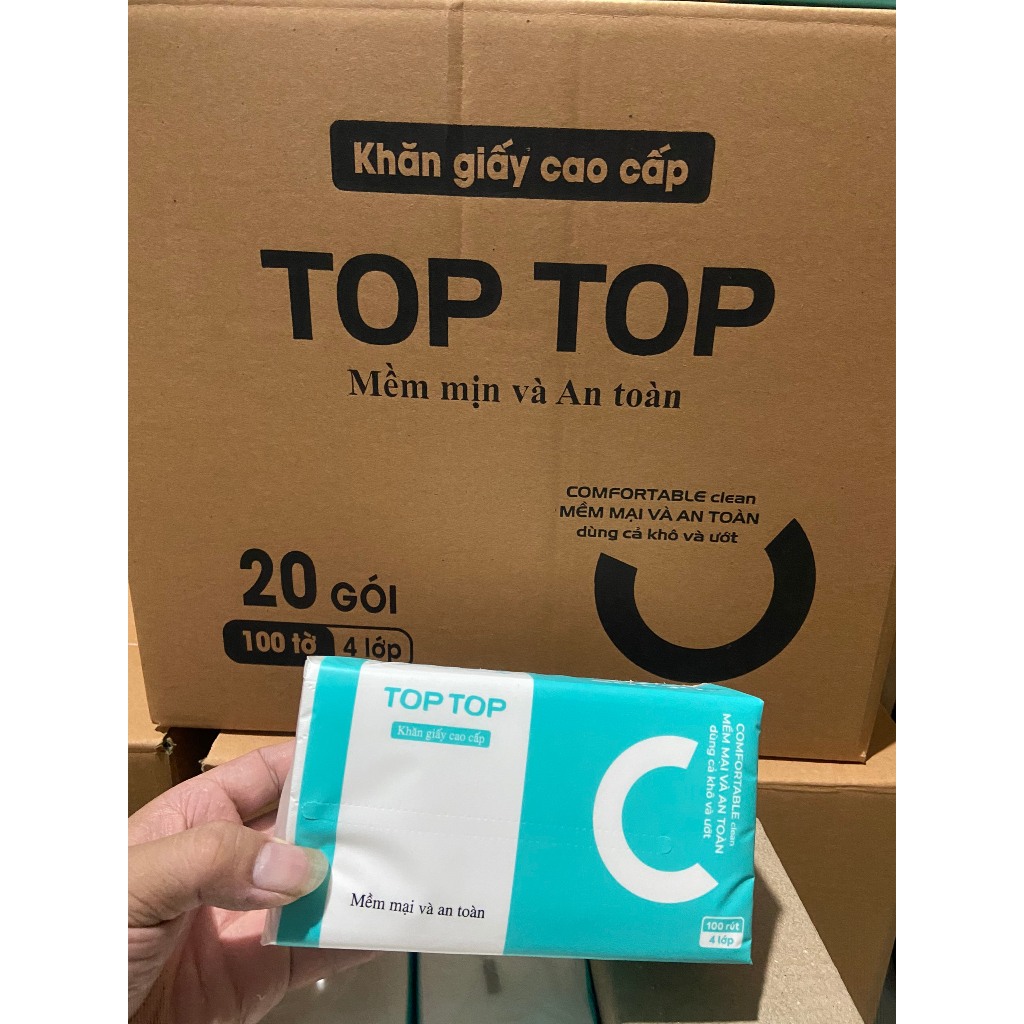 Khăn giấy cao cấp
TOP TOP
Mềm mịn và An toàn
COMFORTABLE clean
MỀM MẠI VÀ AN TOÀN
dùng cả khô và ướt
20 GÓI
100 tờ 4 lớp
TOP TOP
Khăn giấy cao cấp
Mềm mại và an toàn
COMFORTABLE clean
MỀM MẠI VÀ AN TOÀN
dùng cả khô và ướt
100 rút
4 lớp